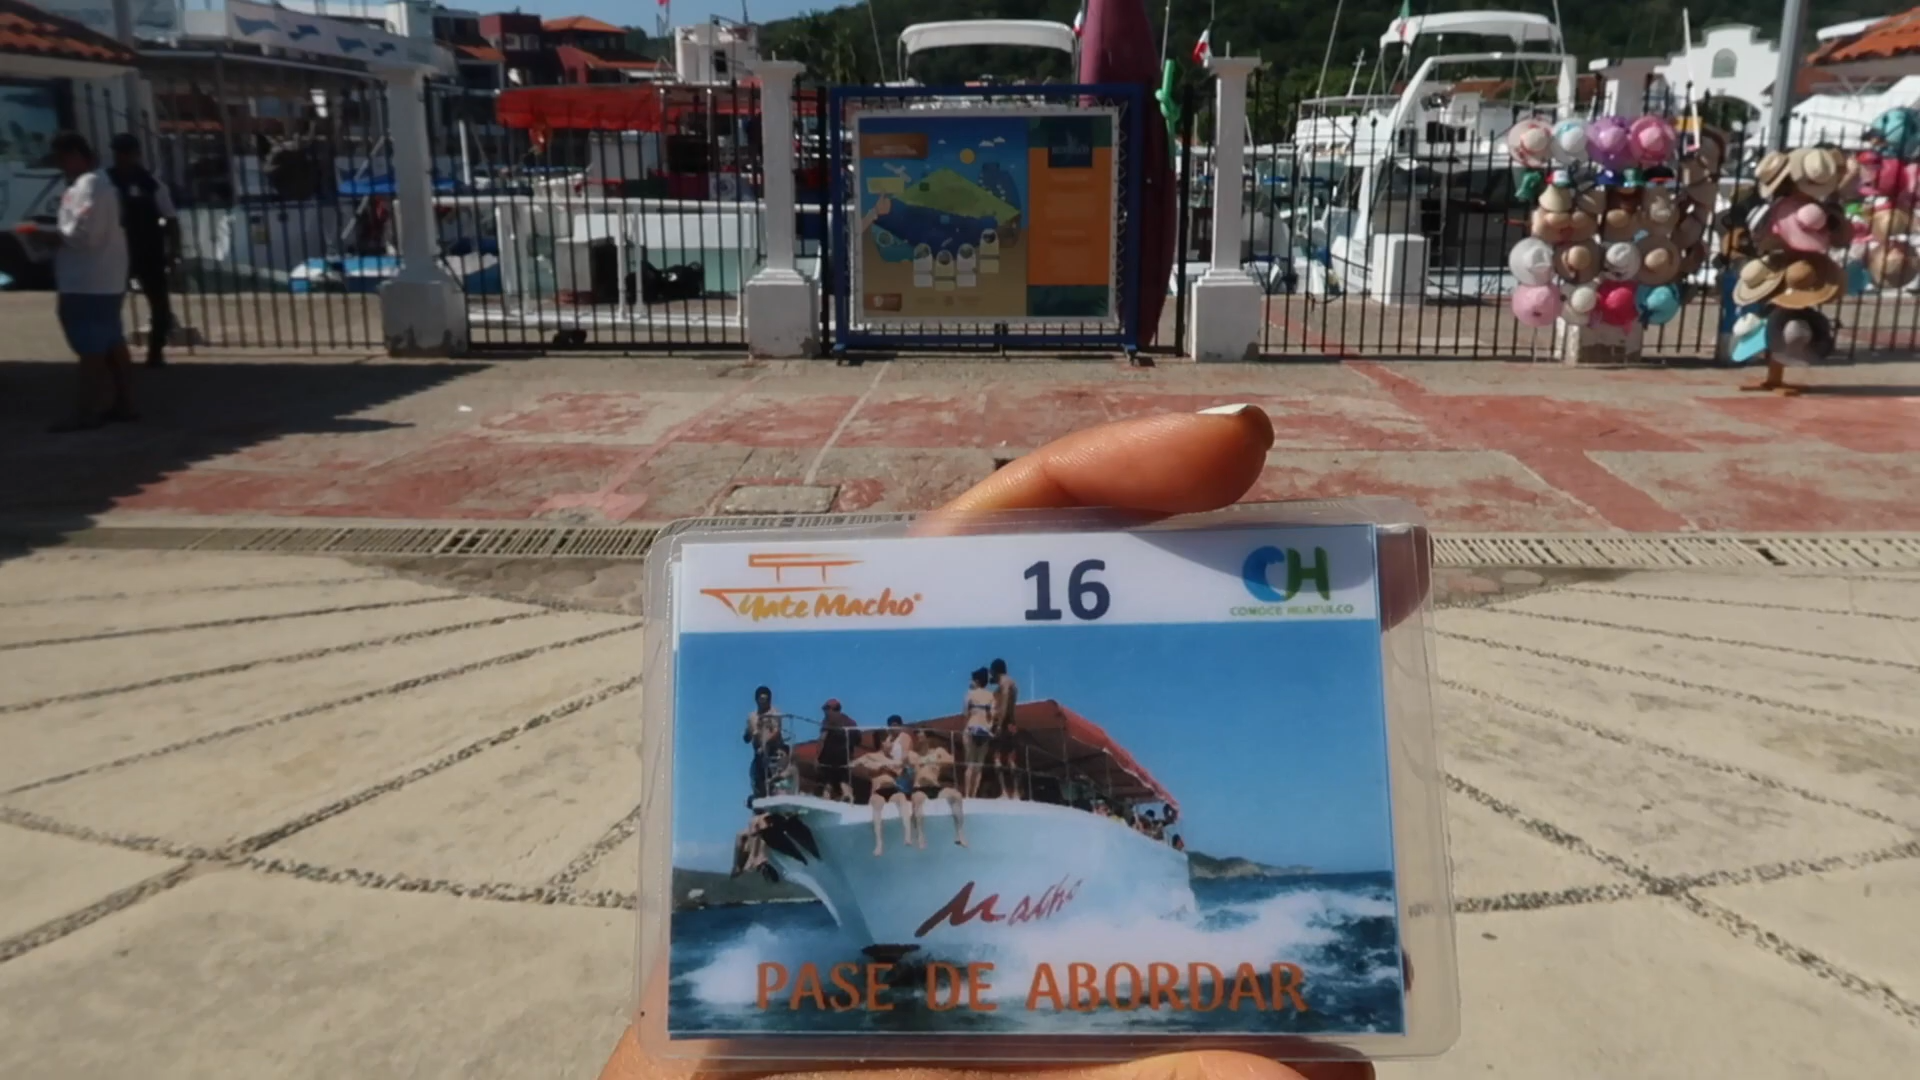 Yate Macho®
16
CH
CONOCE HUATULCO
Macho
PASE DE ABORDAR